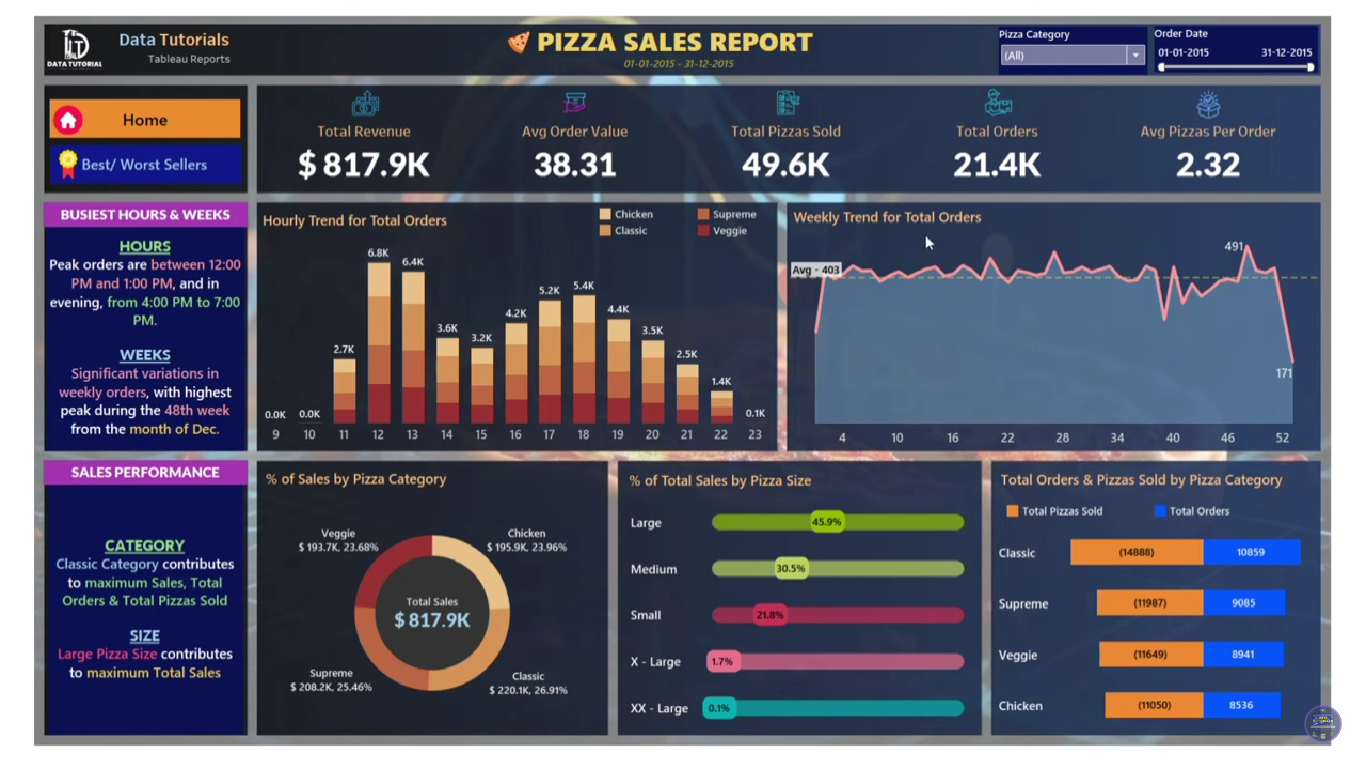 DATA TUTORIAL
Data Tutorials
Tableau Reports
PIZZA SALES REPORT
01-01-2015 - 31-12-2015
Pizza Category
(All)
Order Date
01-01-2015 31-12-2015
Home
Best/ Worst Sellers
Total Revenue
$ 817.9K
Avg Order Value
38.31
Total Pizzas Sold
49.6K
Total Orders
21.4K
Avg Pizzas Per Order
2.32
BUSIEST HOURS & WEEKS
HOURS
Peak orders are between 12:00
PM and 1:00 PM, and in
evening, from 4:00 PM to 7:00
PM.
WEEKS
Significant variations in
weekly orders, with highest
peak during the 48th week
from the month of Dec.
Hourly Trend for Total Orders
Chicken Supreme
Classic Veggie
0.0K 0.0K 2.7K 6.8K 6.4K 3.6K 3.2K 4.2K 5.2K 5.4K 4.4K 3.5K 2.5K 1.4K 0.1K
9 10 11 12 13 14 15 16 17 18 19 20 21 22 23
Weekly Trend for Total Orders
491
Avg - 403
171
4 10 16 22 28 34 40 46 52
SALES PERFORMANCE
CATEGORY
Classic Category contributes
to maximum Sales, Total
Orders & Total Pizzas Sold
SIZE
Large Pizza Size contributes
to maximum Total Sales
% of Sales by Pizza Category
Veggie
$ 193.7K, 23.68%
Chicken
$ 195.9K, 23.96%
Total Sales
$ 817.9K
Supreme
$ 208.2K, 25.46%
Classic
$ 220.1K, 26.91%
% of Total Sales by Pizza Size
Large 45.9%
Medium 30.5%
Small 21.8%
X - Large 1.7%
XX - Large 0.1%
Total Orders & Pizzas Sold by Pizza Category
Total Pizzas Sold Total Orders
Classic (14888) 10859
Supreme (11987) 9085
Veggie (11649) 8941
Chicken (11050) 8536